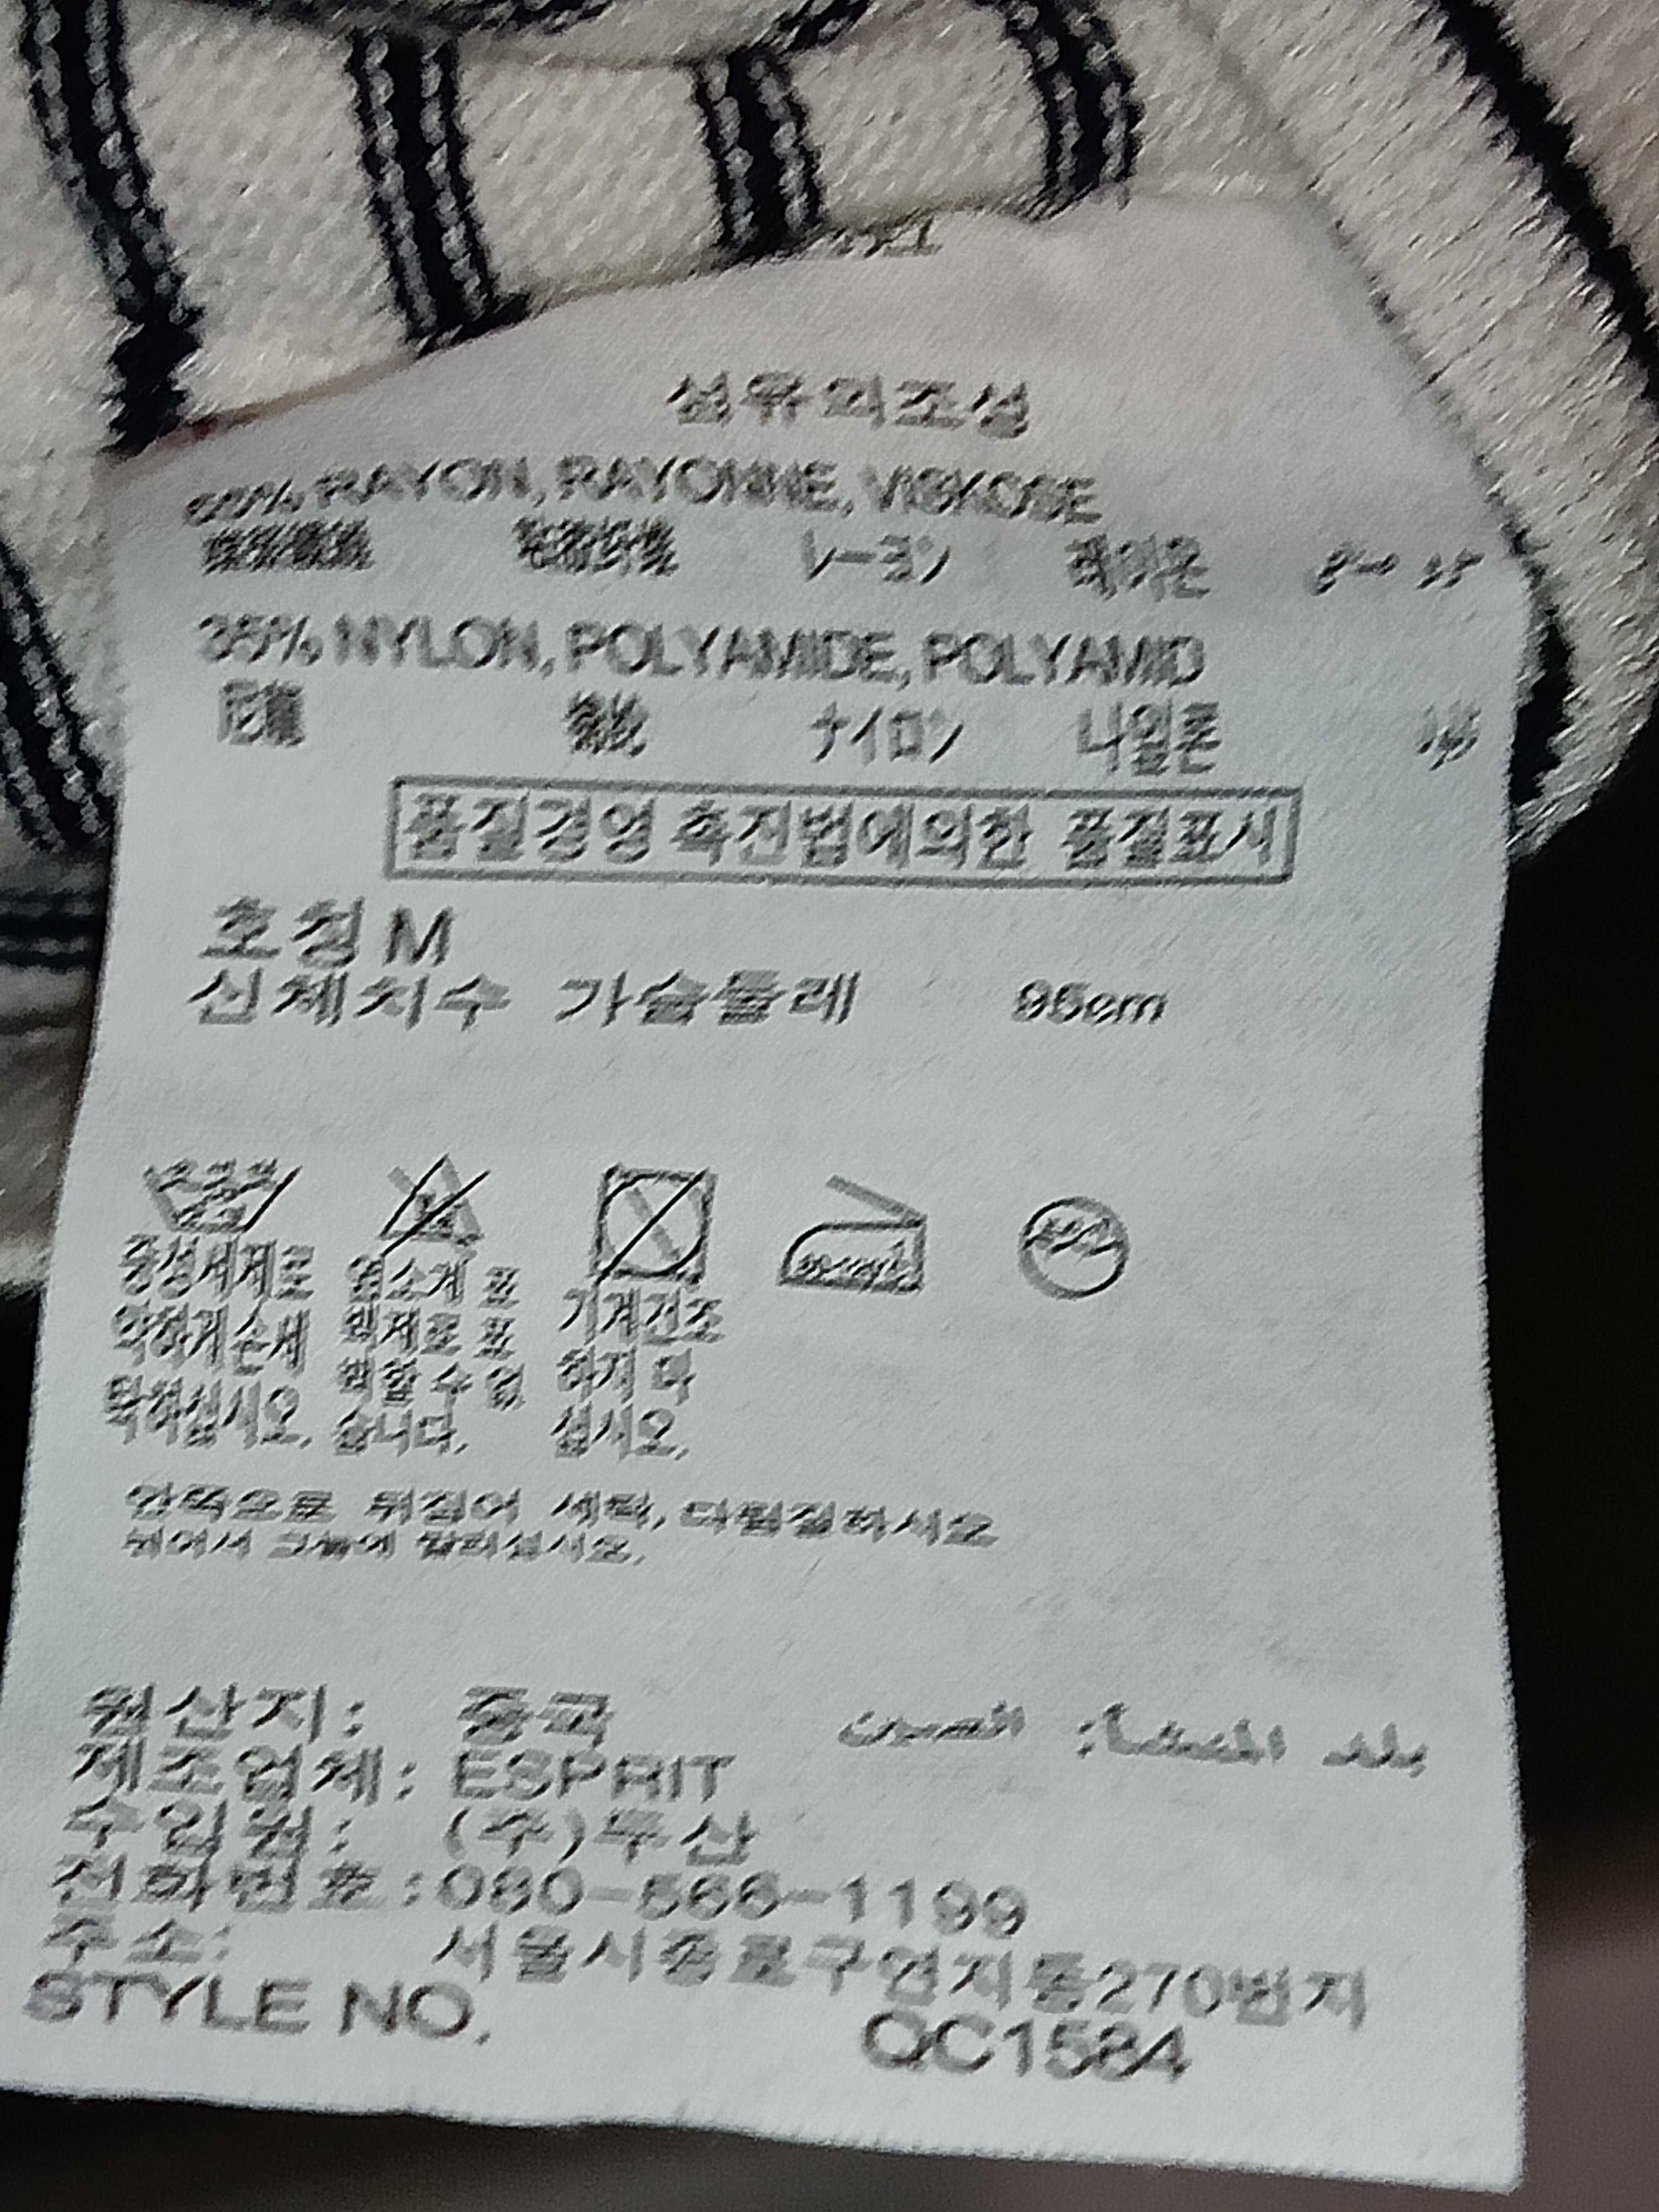 섬유의조성
% RAYON, RAYONNE, VISKOSE
レーヨン 레이온
35% NYLON, POLYAMIDE, POLYAMID
尼龍 ナイロン 나일론
품질경영 촉진법에의한 품질표시
호칭 M
신체치수 가슴둘레 95cm
중성세제로 염소계 표 기계건조
약하게손세 백제로 표 하지 마
탁하십시오. 백할 수 없 십시오.
습니다.
안쪽으로 뒤집어 세탁, 다림질하시오
뉘어서 그늘에 말리십시오.
원산지: 중국 بلد المنشأ: الصين
제조업체: ESPRIT
수입원: (주)두산
전화번호:080-566-1199
주소: 서울시종로구연지동270번지
STYLE NO. QC1584